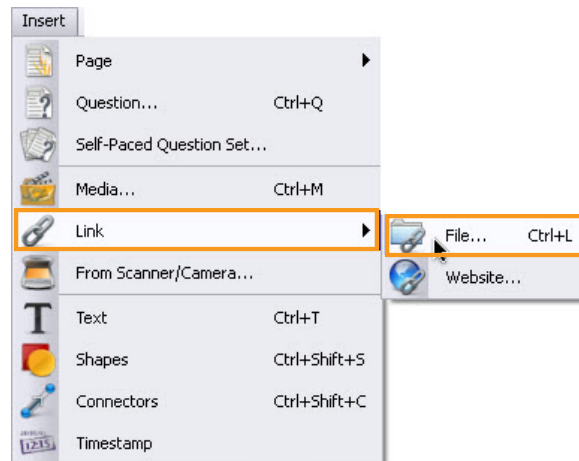 Insert
Page
Question... Ctrl+Q
Self-Paced Question Set...
Media... Ctrl+M
Link
File... Ctrl+L
From Scanner/Camera...
Website...
Text Ctrl+T
Shapes Ctrl+Shift+S
Connectors Ctrl+Shift+C
Timestamp